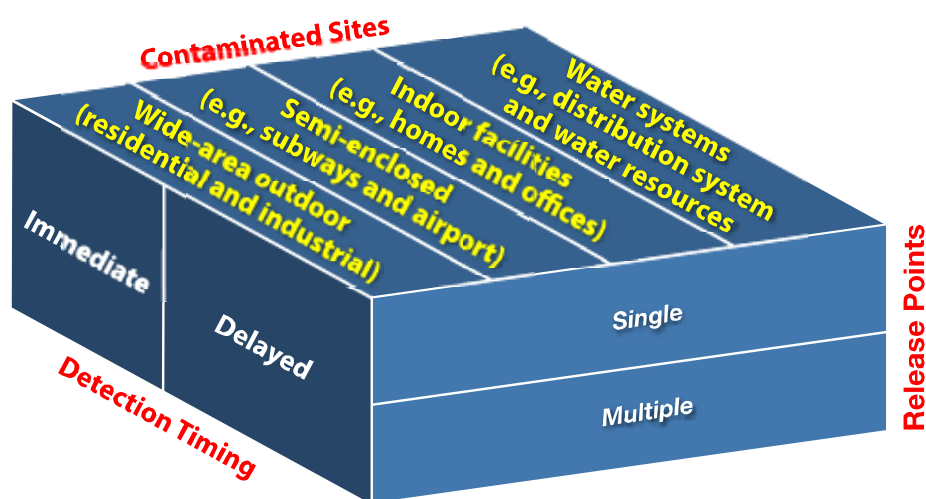 Contaminated Sites
Wide-area outdoor
(residential and industrial)
Semi-enclosed
(e.g., subways and airport)
Indoor facilities
(e.g., homes and offices)
Water systems
(e.g., distribution system
and water resources
Immediate
Delayed
Detection Timing
Single
Multiple
Release Points